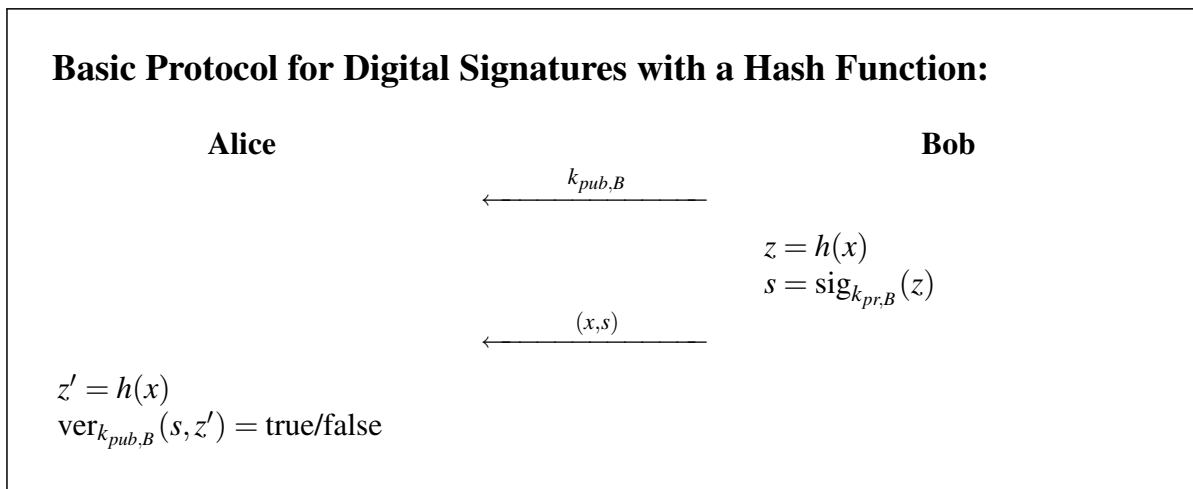 Basic Protocol for Digital Signatures with a Hash Function:
Alice Bob
k_{pub,B}
z = h(x)
s = sig_{k_{pr,B}}(z)
(x,s)
z′ = h(x)
ver_{k_{pub,B}}(s,z′) = true/false